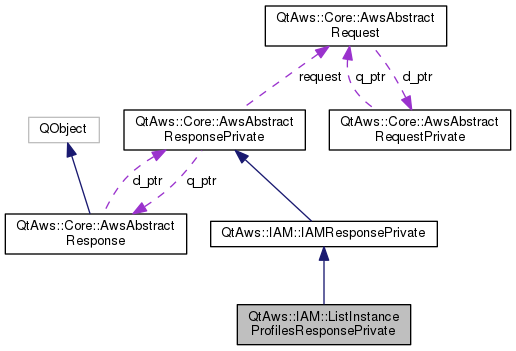 QtAws::Core::AwsAbstract
Request
request
q_ptr
d_ptr
QObject
QtAws::Core::AwsAbstract
ResponsePrivate
QtAws::Core::AwsAbstract
RequestPrivate
d_ptr
q_ptr
QtAws::Core::AwsAbstract
Response
QtAws::IAM::IAMResponsePrivate
QtAws::IAM::ListInstance
ProfilesResponsePrivate